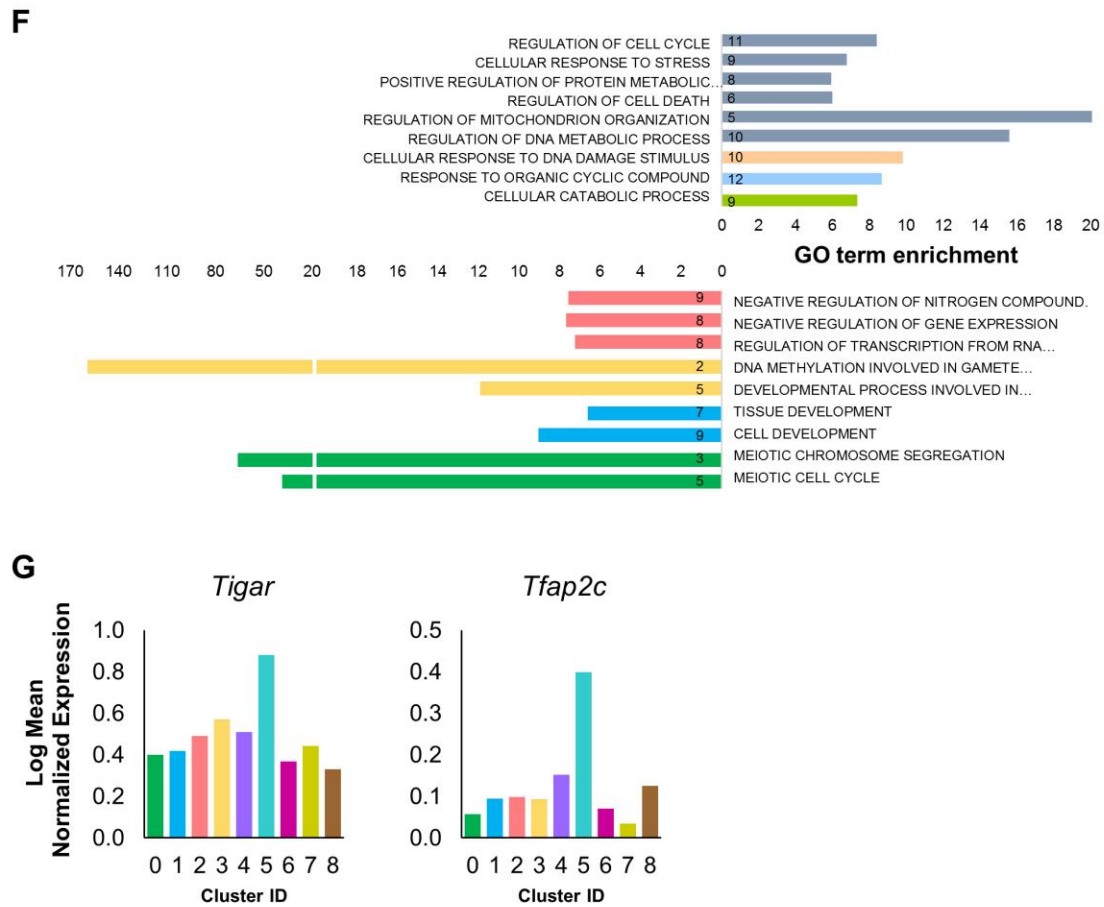 F
REGULATION OF CELL CYCLE 11
CELLULAR RESPONSE TO STRESS 9
POSITIVE REGULATION OF PROTEIN METABOLIC… 8
REGULATION OF CELL DEATH 6
REGULATION OF MITOCHONDRION ORGANIZATION 5
REGULATION OF DNA METABOLIC PROCESS 10
CELLULAR RESPONSE TO DNA DAMAGE STIMULUS 10
RESPONSE TO ORGANIC CYCLIC COMPOUND 12
CELLULAR CATABOLIC PROCESS 9
0 2 4 6 8 10 12 14 16 18 20
GO term enrichment
170 140 110 80 50 20 18 16 14 12 10 8 6 4 2 0
9 NEGATIVE REGULATION OF NITROGEN COMPOUND.
8 NEGATIVE REGULATION OF GENE EXPRESSION
8 REGULATION OF TRANSCRIPTION FROM RNA…
2 DNA METHYLATION INVOLVED IN GAMETE…
5 DEVELOPMENTAL PROCESS INVOLVED IN…
7 TISSUE DEVELOPMENT
9 CELL DEVELOPMENT
3 MEIOTIC CHROMOSOME SEGREGATION
5 MEIOTIC CELL CYCLE
G
Tigar
Log Mean
Normalized Expression
1.0
0.8
0.6
0.4
0.2
0.0
0 1 2 3 4 5 6 7 8
Cluster ID
Tfap2c
0.5
0.4
0.3
0.2
0.1
0.0
0 1 2 3 4 5 6 7 8
Cluster ID